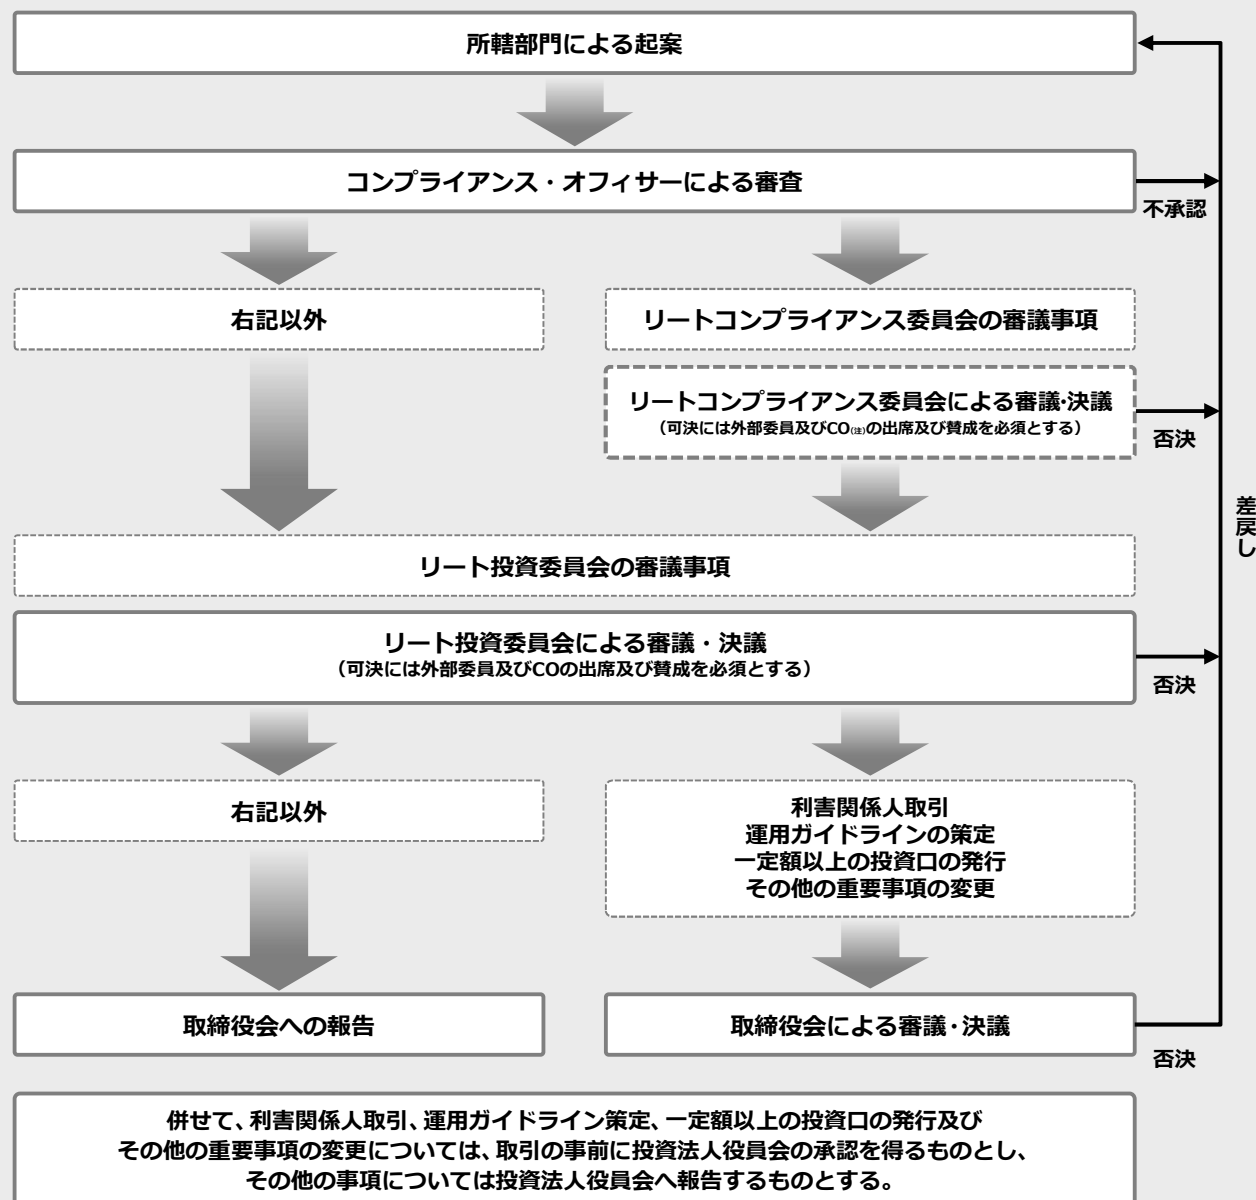 所轄部門による起案
コンプライアンス・オフィサーによる審査
不承認
右記以外
リートコンプライアンス委員会の審議事項
リートコンプライアンス委員会による審議・決議
（可決には外部委員及びCO(注)の出席及び賛成を必須とする）
否決
差戻し
リート投資委員会の審議事項
リート投資委員会による審議・決議
（可決には外部委員及びCOの出席及び賛成を必須とする）
否決
右記以外
利害関係人取引
運用ガイドラインの策定
一定額以上の投資口の発行
その他の重要事項の変更
取締役会への報告
取締役会による審議・決議
否決
併せて、利害関係人取引、運用ガイドライン策定、一定額以上の投資口の発行及び
その他の重要事項の変更については、取引の事前に投資法人役員会の承認を得るものとし、
その他の事項については投資法人役員会へ報告するものとする。